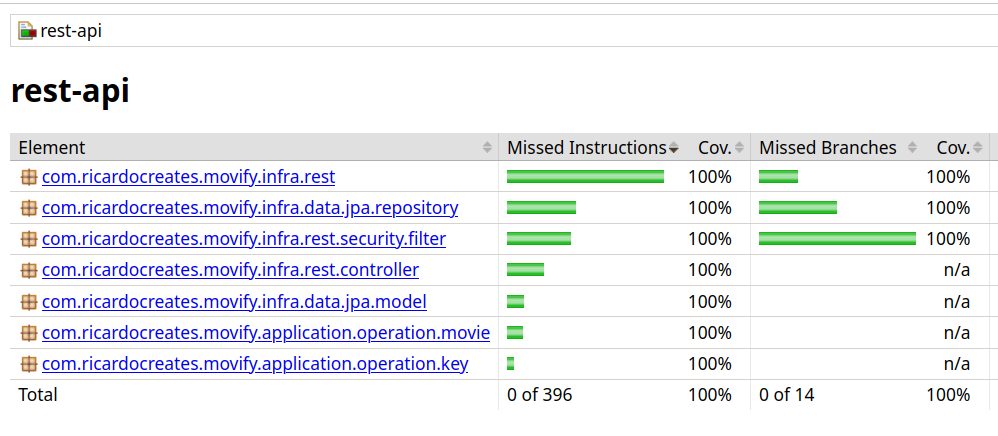 rest-api
rest-api
Element Missed Instructions Cov. Missed Branches Cov.
com.ricardocreates.movify.infra.rest 100% 100%
com.ricardocreates.movify.infra.data.jpa.repository 100% 100%
com.ricardocreates.movify.infra.rest.security.filter 100% 100%
com.ricardocreates.movify.infra.rest.controller 100% n/a
com.ricardocreates.movify.infra.data.jpa.model 100% n/a
com.ricardocreates.movify.application.operation.movie 100% n/a
com.ricardocreates.movify.application.operation.key 100% n/a
Total 0 of 396 100% 0 of 14 100%